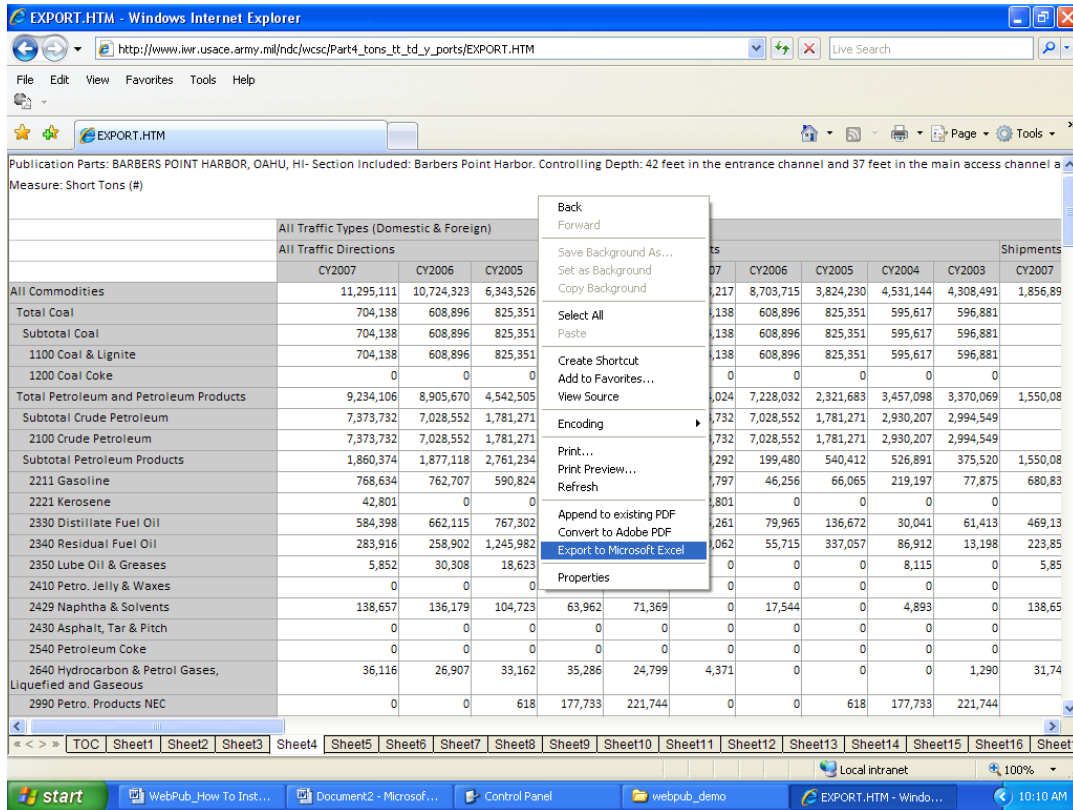 EXPORT.HTM - Windows Internet Explorer
http://www.iwr.usace.army.mil/ndc/wcsc/Part4_tons_tt_td_y_ports/EXPORT.HTM Live Search
File Edit View Favorites Tools Help
EXPORT.HTM Page Tools
Publication Parts: BARBERS POINT HARBOR, OAHU, HI- Section Included: Barbers Point Harbor. Controlling Depth: 42 feet in the entrance channel and 37 feet in the main access channel a
Measure: Short Tons (#)
All Traffic Types (Domestic & Foreign)
All Traffic Directions ts Shipments
CY2007 CY2006 CY2005 07 CY2006 CY2005 CY2004 CY2003 CY2007
All Commodities 11,295,111 10,724,323 6,343,526 ,217 8,703,715 3,824,230 4,531,144 4,308,491 1,856,89
Total Coal 704,138 608,896 825,351 ,138 608,896 825,351 595,617 596,881
Subtotal Coal 704,138 608,896 825,351 ,138 608,896 825,351 595,617 596,881
1100 Coal & Lignite 704,138 608,896 825,351 ,138 608,896 825,351 595,617 596,881
1200 Coal Coke 0 0 0 0 0 0 0 0
Total Petroleum and Petroleum Products 9,234,106 8,905,670 4,542,505 ,024 7,228,032 2,321,683 3,457,098 3,370,069 1,550,08
Subtotal Crude Petroleum 7,373,732 7,028,552 1,781,271 ,732 7,028,552 1,781,271 2,930,207 2,994,549
2100 Crude Petroleum 7,373,732 7,028,552 1,781,271 ,732 7,028,552 1,781,271 2,930,207 2,994,549
Subtotal Petroleum Products 1,860,374 1,877,118 2,761,234 ,292 199,480 540,412 526,891 375,520 1,550,08
2211 Gasoline 768,634 762,707 590,824 ,797 46,256 66,065 219,197 77,875 680,83
2221 Kerosene 42,801 0 0 ,801 0 0 0 0
2330 Distillate Fuel Oil 584,398 662,115 767,302 ,261 79,965 136,672 30,041 61,413 469,13
2340 Residual Fuel Oil 283,916 258,902 1,245,982 ,062 55,715 337,057 86,912 13,198 223,85
2350 Lube Oil & Greases 5,852 30,308 18,623 0 0 0 8,115 0 5,85
2410 Petro. Jelly & Waxes 0 0 0 0 0 0 0 0
2429 Naphtha & Solvents 138,657 136,179 104,723 63,962 71,369 0 17,544 0 4,893 0 138,65
2430 Asphalt, Tar & Pitch 0 0 0 0 0 0 0 0 0 0
2540 Petroleum Coke 0 0 0 0 0 0 0 0 0 0
2640 Hydrocarbon & Petrol Gases, 36,116 26,907 33,162 35,286 24,799 4,371 0 0 0 1,290 31,74
Liquefied and Gaseous
2990 Petro. Products NEC 0 0 618 177,733 221,744 0 0 618 177,733 221,744
Back
Forward
Save Background As...
Set as Background
Copy Background
Select All
Paste
Create Shortcut
Add to Favorites...
View Source
Encoding
Print...
Print Preview...
Refresh
Append to existing PDF
Convert to Adobe PDF
Export to Microsoft Excel
Properties
« < > » TOC Sheet1 Sheet2 Sheet3 Sheet4 Sheet5 Sheet6 Sheet7 Sheet8 Sheet9 Sheet10 Sheet11 Sheet12 Sheet13 Sheet14 Sheet15 Sheet16 Sheet
Local intranet 100%
start WebPub_How To Inst... Document2 - Microsof... Control Panel webpub_demo EXPORT.HTM - Windo... 10:10 AM